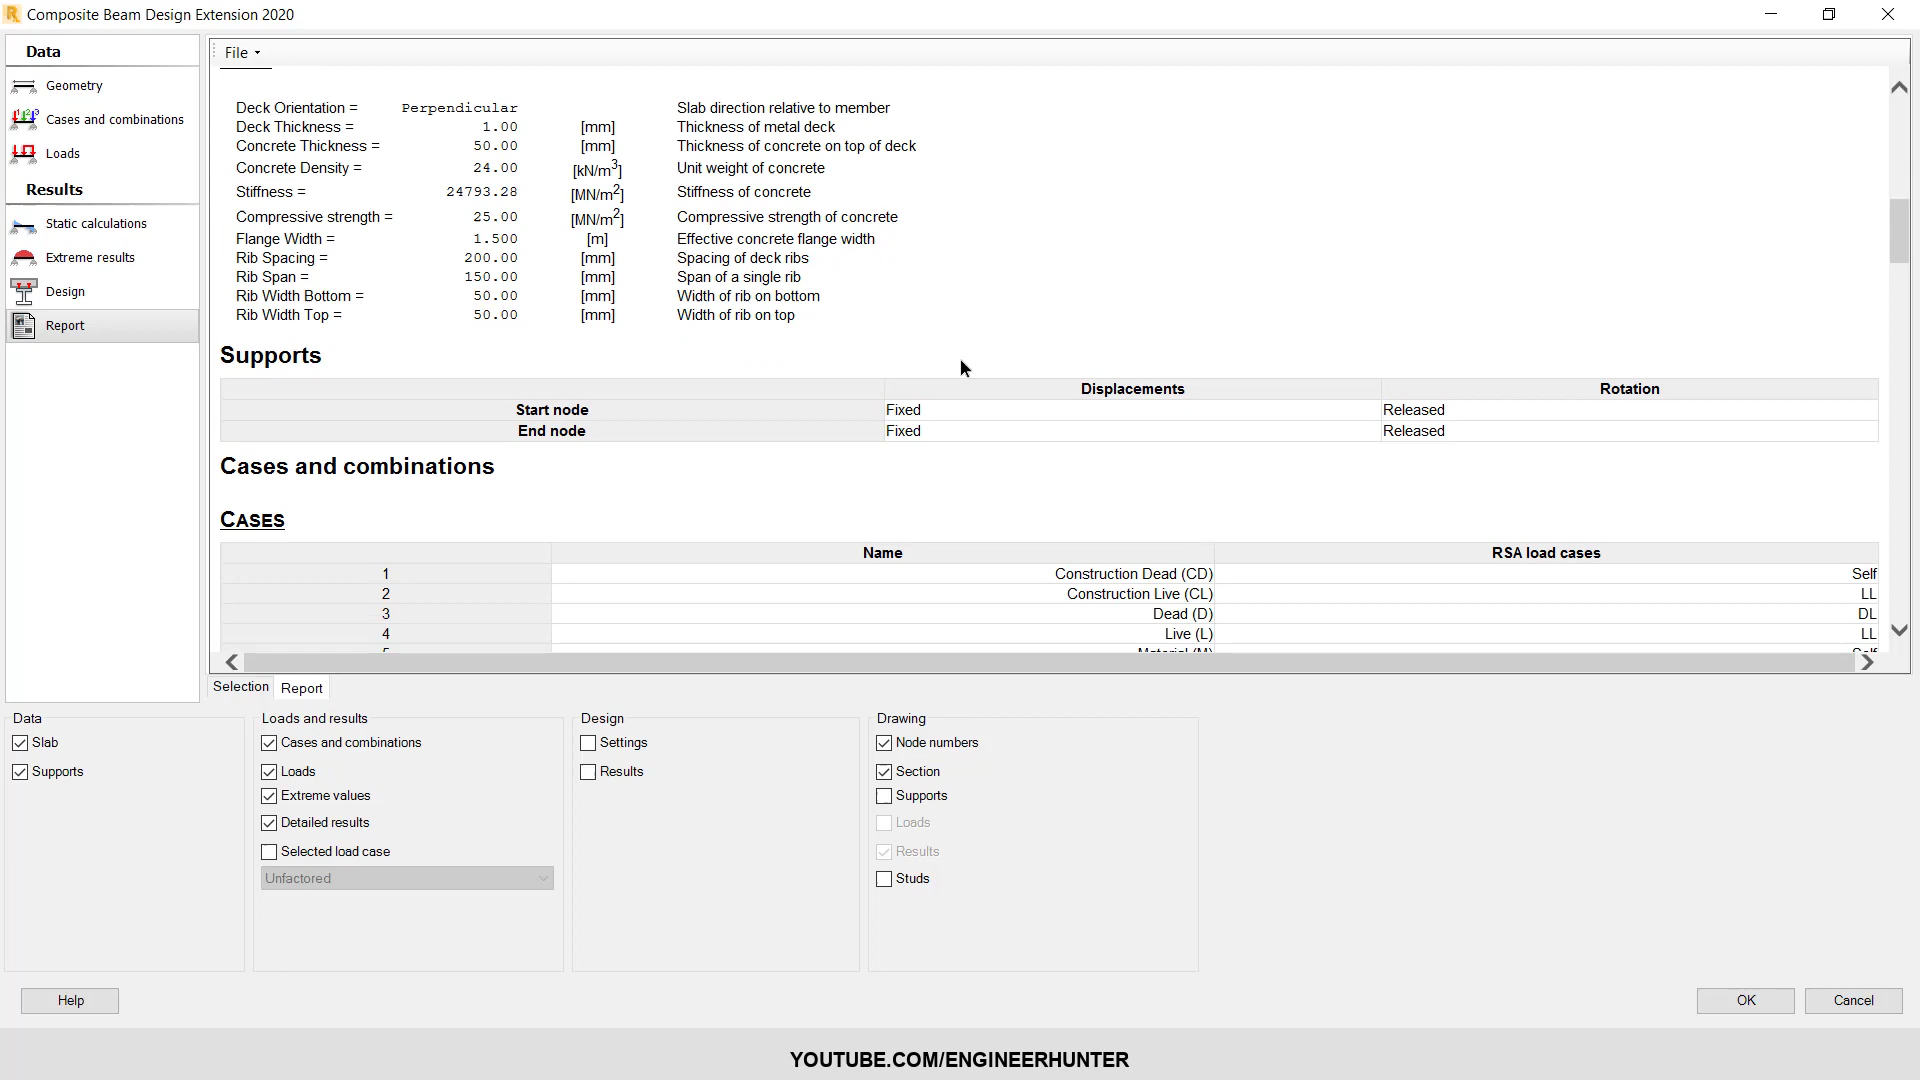 Composite Beam Design Extension 2020
Data
Geometry
Cases and combinations
Loads
Results
Static calculations
Extreme results
Design
Report
File
Deck Orientation = Perpendicular Slab direction relative to member
Deck Thickness = 1.00 [mm] Thickness of metal deck
Concrete Thickness = 50.00 [mm] Thickness of concrete on top of deck
Concrete Density = 24.00 [kN/m3] Unit weight of concrete
Stiffness = 24793.28 [MN/m2] Stiffness of concrete
Compressive strength = 25.00 [MN/m2] Compressive strength of concrete
Flange Width = 1.500 [m] Effective concrete flange width
Rib Spacing = 200.00 [mm] Spacing of deck ribs
Rib Span = 150.00 [mm] Span of a single rib
Rib Width Bottom = 50.00 [mm] Width of rib on bottom
Rib Width Top = 50.00 [mm] Width of rib on top
Supports
Displacements Rotation
Start node Fixed Released
End node Fixed Released
Cases and combinations
CASES
Name RSA load cases
1 Construction Dead (CD) Self
2 Construction Live (CL) LL
3 Dead (D) DL
4 Live (L) LL
5 Material (M) Self
Selection Report
Data
Slab
Supports
Loads and results
Cases and combinations
Loads
Extreme values
Detailed results
Selected load case
Unfactored
Design
Settings
Results
Drawing
Node numbers
Section
Supports
Loads
Results
Studs
Help OK Cancel
YOUTUBE.COM/ENGINEERHUNTER